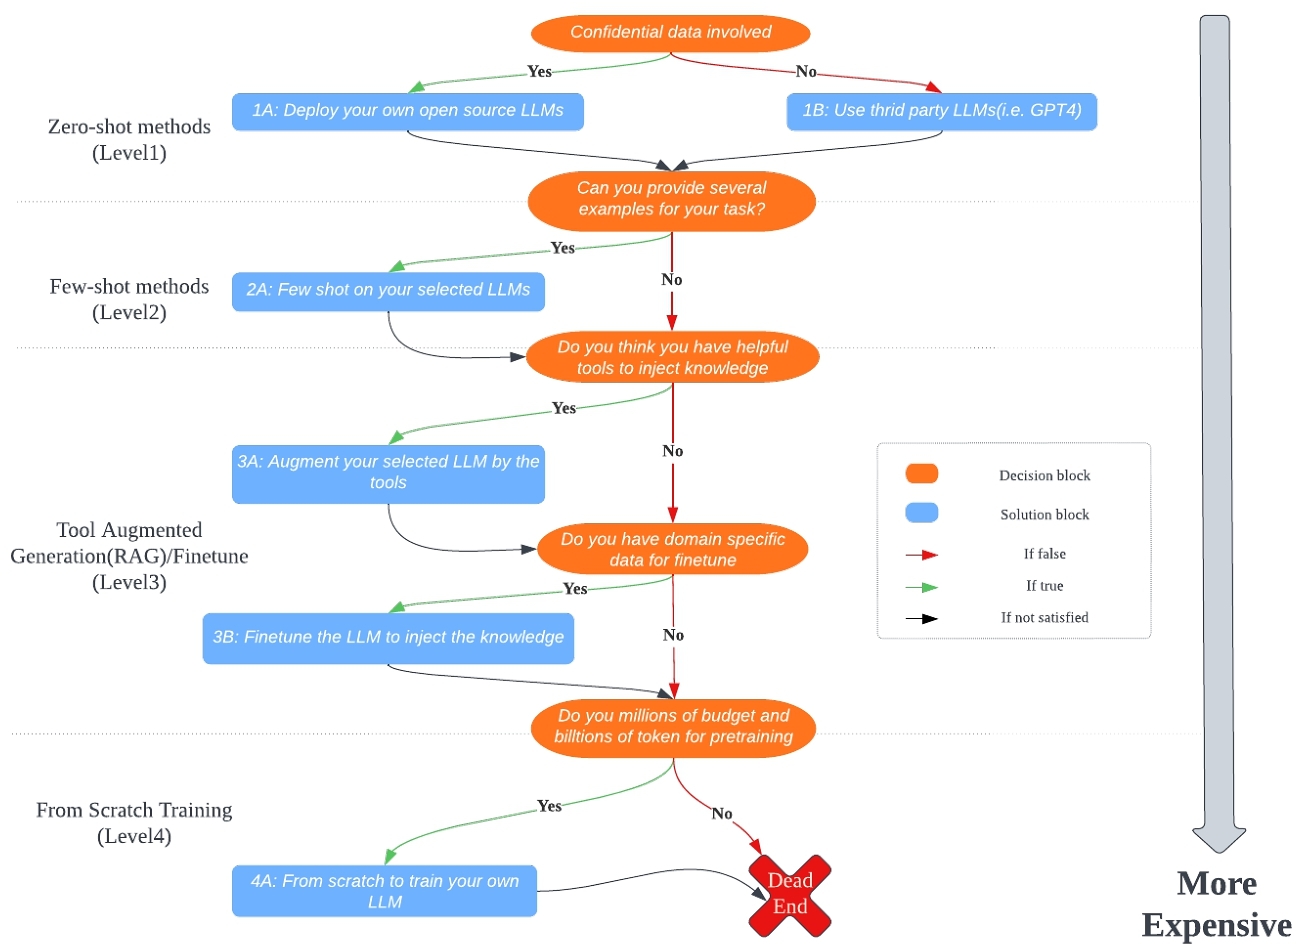 Confidential data involved
Yes
No
1A: Deploy your own open source LLMs
1B: Use thrid party LLMs(i.e. GPT4)
Zero-shot methods
(Level1)
Can you provide several
examples for your task?
Yes
No
Few-shot methods
(Level2)
2A: Few shot on your selected LLMs
Do you think you have helpful
tools to inject knowledge
Yes
No
3A: Augment your selected LLM by the
tools
Tool Augmented
Generation(RAG)/Finetune
(Level3)
Do you have domain specific
data for finetune
Yes
No
3B: Finetune the LLM to inject the knowledge
Do you millions of budget and
billtions of token for pretraining
Yes
No
From Scratch Training
(Level4)
4A: From scratch to train your own
LLM
Dead
End
Decision block
Solution block
If false
If true
If not satisfied
More
Expensive